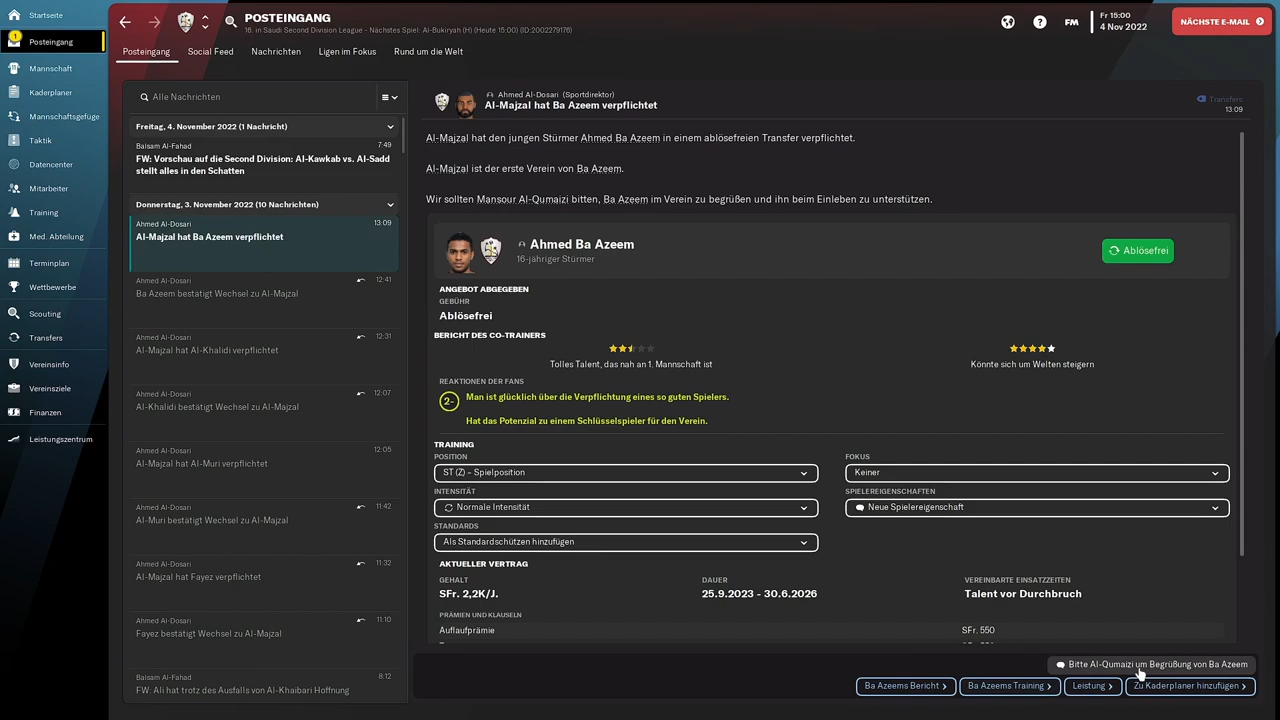 Startseite
1
Posteingang
Mannschaft
Kaderplaner
Mannschaftsgefüge
Taktik
Datencenter
Mitarbeiter
Training
Med. Abteilung
Terminplan
Wettbewerbe
Scouting
Transfers
Vereinsinfo
Vereinsziele
Finanzen
Leistungszentrum
POSTEINGANG
16. in Saudi Second Division League - Nächstes Spiel: Al-Bukiryah (H) (Heute 15:00) (ID:2002279176)
FM
Fr 15:00
4 Nov 2022
NÄCHSTE E-MAIL
Posteingang
Social Feed
Nachrichten
Ligen im Fokus
Rund um die Welt
Alle Nachrichten
Freitag, 4. November 2022 (1 Nachricht)
Balsam Al-Fahad 7:49
FW: Vorschau auf die Second Division: Al-Kawkab vs. Al-Sadd
stellt alles in den Schatten
Donnerstag, 3. November 2022 (10 Nachrichten)
Ahmed Al-Dosari 13:09
Al-Majzal hat Ba Azeem verpflichtet
Ahmed Al-Dosari 12:41
Ba Azeem bestätigt Wechsel zu Al-Majzal
Ahmed Al-Dosari 12:31
Al-Majzal hat Al-Khalidi verpflichtet
Ahmed Al-Dosari 12:07
Al-Khalidi bestätigt Wechsel zu Al-Majzal
Ahmed Al-Dosari 12:05
Al-Majzal hat Al-Muri verpflichtet
Ahmed Al-Dosari 11:42
Al-Muri bestätigt Wechsel zu Al-Majzal
Ahmed Al-Dosari 11:32
Al-Majzal hat Fayez verpflichtet
Ahmed Al-Dosari 11:10
Fayez bestätigt Wechsel zu Al-Majzal
Balsam Al-Fahad 8:12
FW: Ali hat trotz des Ausfalls von Al-Khaibari Hoffnung
Ahmed Al-Dosari (Sportdirektor)
Al-Majzal hat Ba Azeem verpflichtet
Transfers
13:09
Al-Majzal hat den jungen Stürmer Ahmed Ba Azeem in einem ablösefreien Transfer verpflichtet.
Al-Majzal ist der erste Verein von Ba Azeem.
Wir sollten Mansour Al-Qumaizi bitten, Ba Azeem im Verein zu begrüßen und ihn beim Einleben zu unterstützen.
Ahmed Ba Azeem
16-jähriger Stürmer
Ablösefrei
ANGEBOT ABGEGEBEN
GEBÜHR
Ablösefrei
BERICHT DES CO-TRAINERS
Tolles Talent, das nah an 1. Mannschaft ist
Könnte sich um Welten steigern
REAKTIONEN DER FANS
2-
Man ist glücklich über die Verpflichtung eines so guten Spielers.
Hat das Potenzial zu einem Schlüsselspieler für den Verein.
TRAINING
POSITION
ST (Z) – Spielposition
FOKUS
Keiner
INTENSITÄT
Normale Intensität
SPIELEREIGENSCHAFTEN
Neue Spielereigenschaft
STANDARDS
Als Standardschützen hinzufügen
AKTUELLER VERTRAG
GEHALT
SFr. 2,2K/J.
DAUER
25.9.2023 - 30.6.2026
VEREINBARTE EINSATZZEITEN
Talent vor Durchbruch
PRÄMIEN UND KLAUSELN
Auflaufprämie SFr. 550
Bitte Al-Qumaizi um Begrüßung von Ba Azeem
Ba Azeems Bericht
Ba Azeems Training
Leistung
Zu Kaderplaner hinzufügen